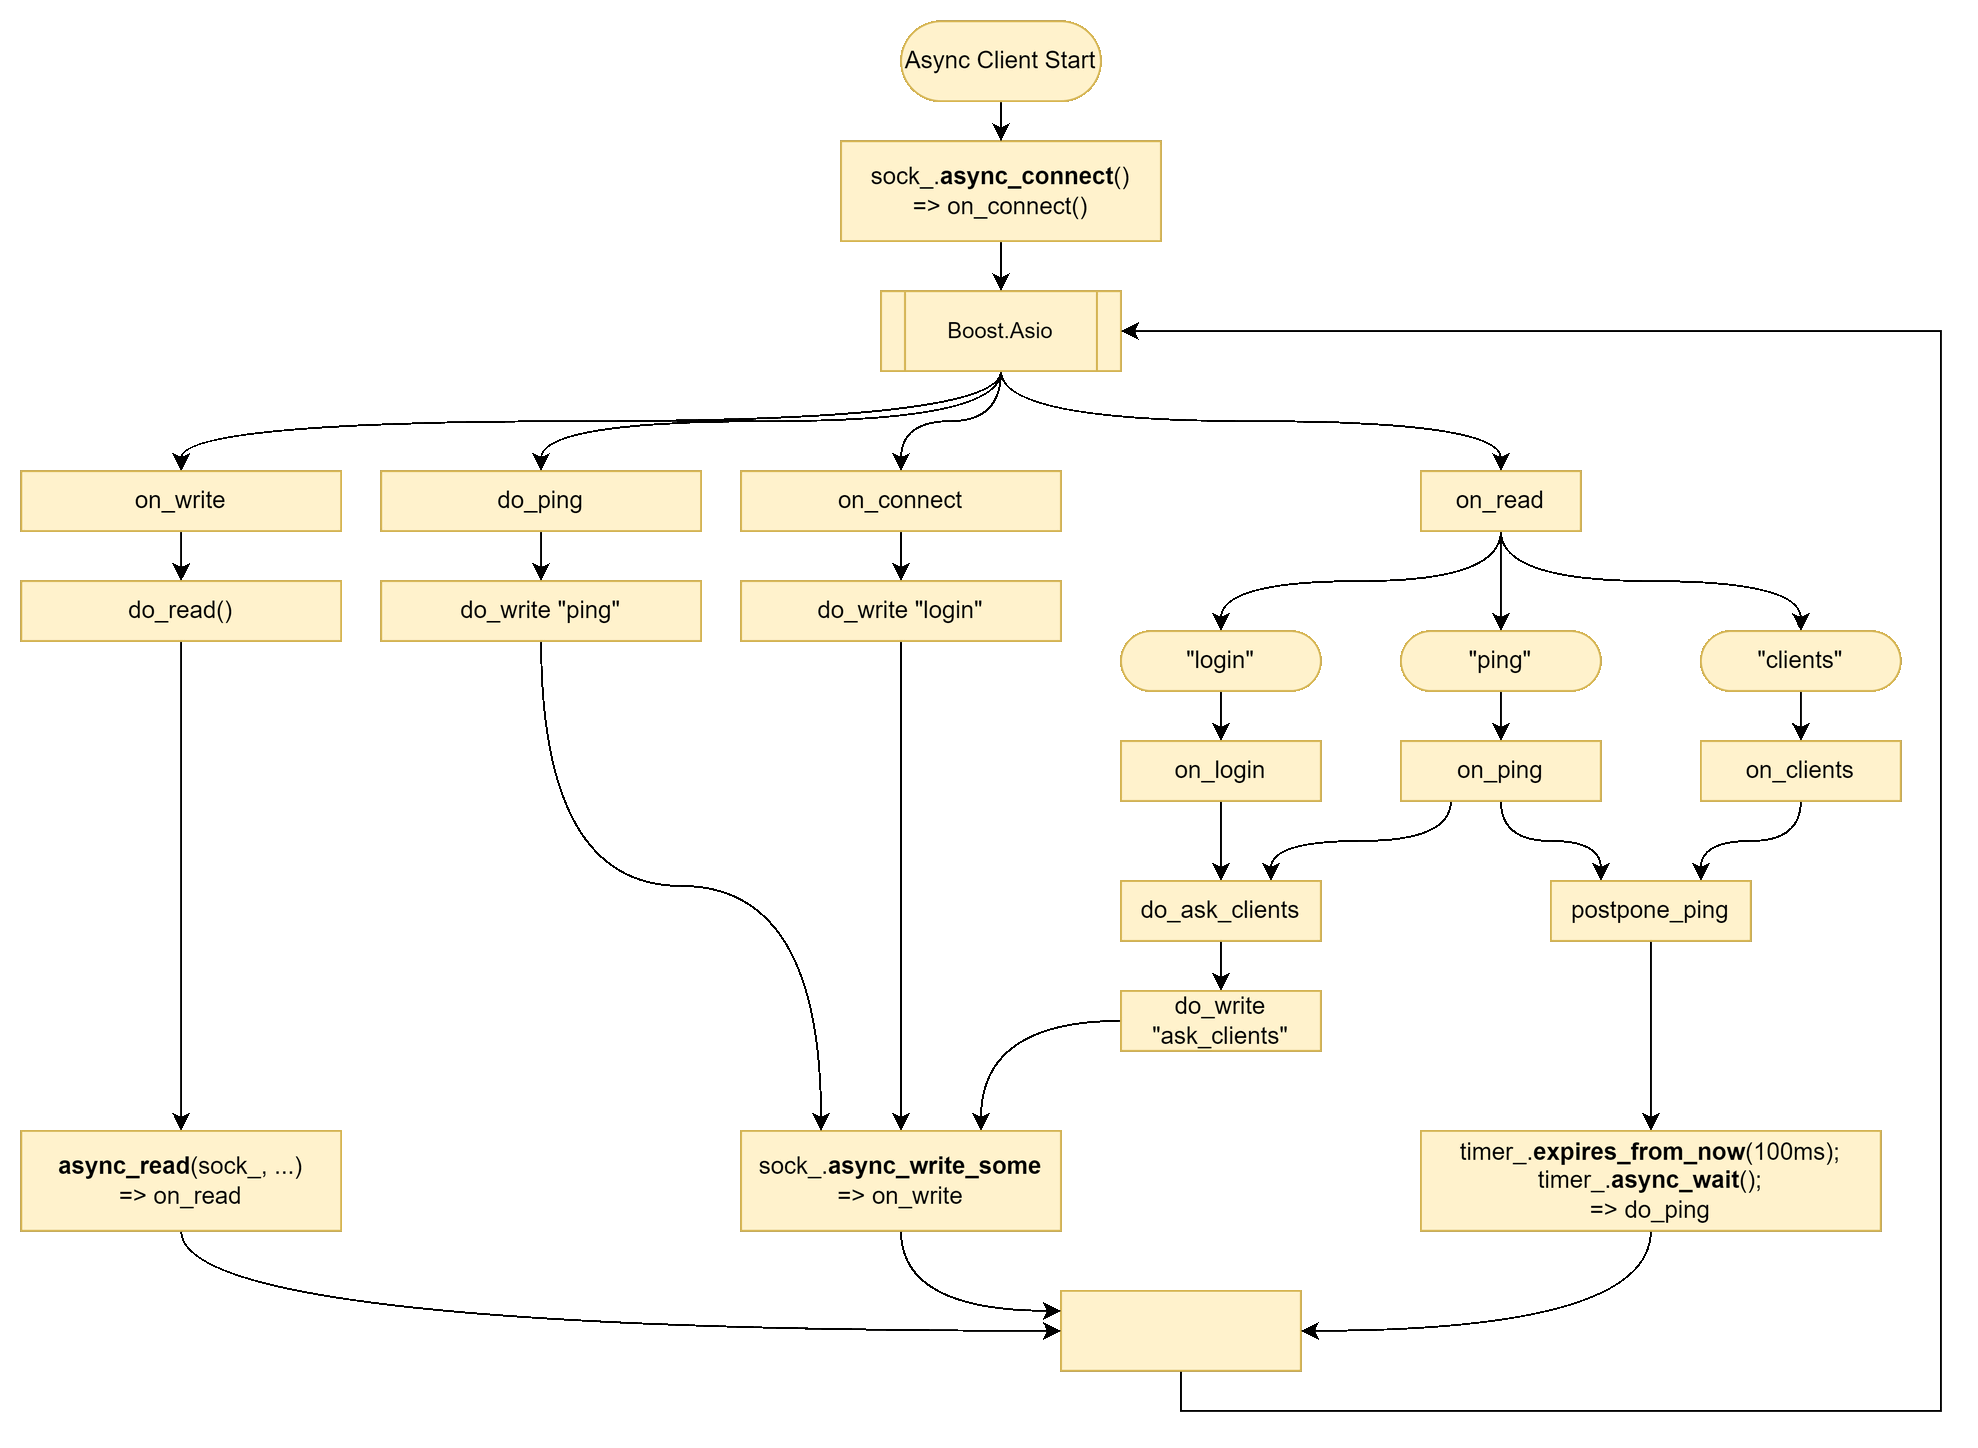 Async Client Start
sock_.async_connect()
=> on_connect()
Boost.Asio
on_write
do_ping
on_connect
on_read
do_read()
do_write "ping"
do_write "login"
"login"
"ping"
"clients"
on_login
on_ping
on_clients
do_ask_clients
postpone_ping
do_write
"ask_clients"
async_read(sock_, ...)
=> on_read
sock_.async_write_some
=> on_write
timer_.expires_from_now(100ms);
timer_.async_wait();
=> do_ping